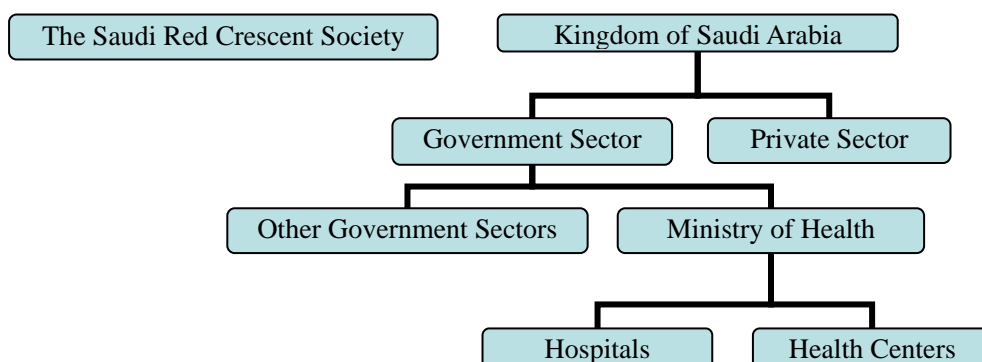 The Saudi Red Crescent Society
Kingdom of Saudi Arabia
Government Sector
Private Sector
Other Government Sectors
Ministry of Health
Hospitals
Health Centers